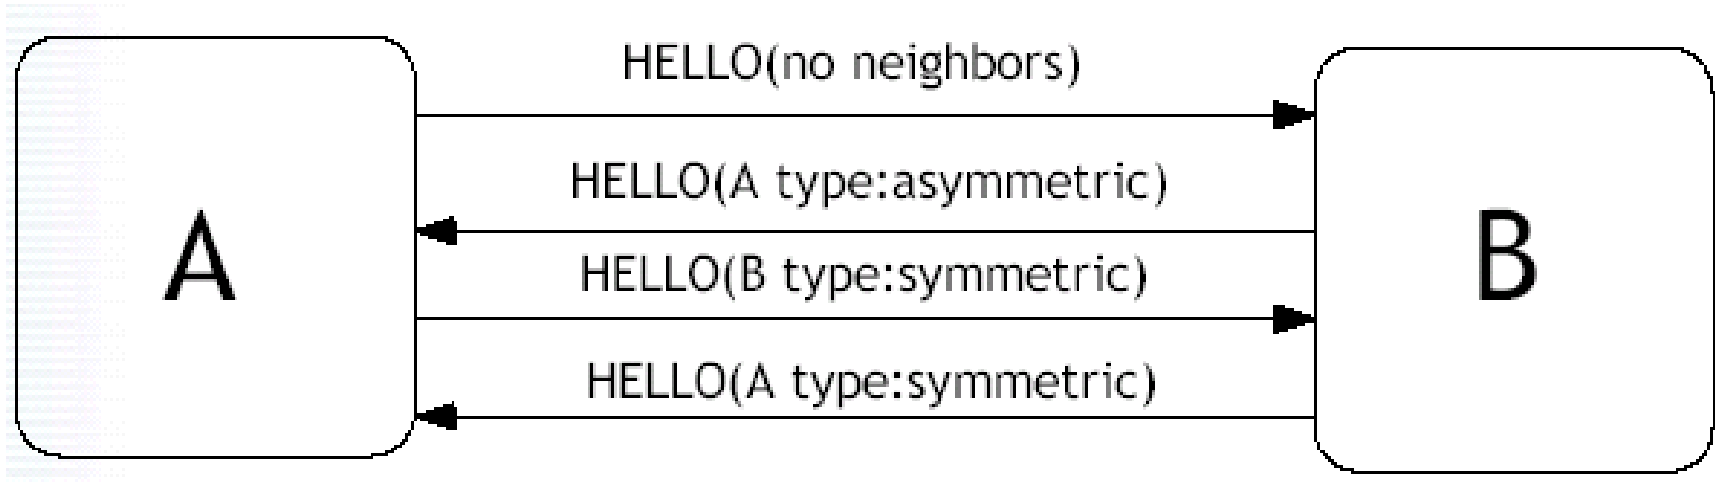 HELLO(no neighbors)
HELLO(A type:asymmetric)
A
B
HELLO(B type:symmetric)
HELLO(A type:symmetric)